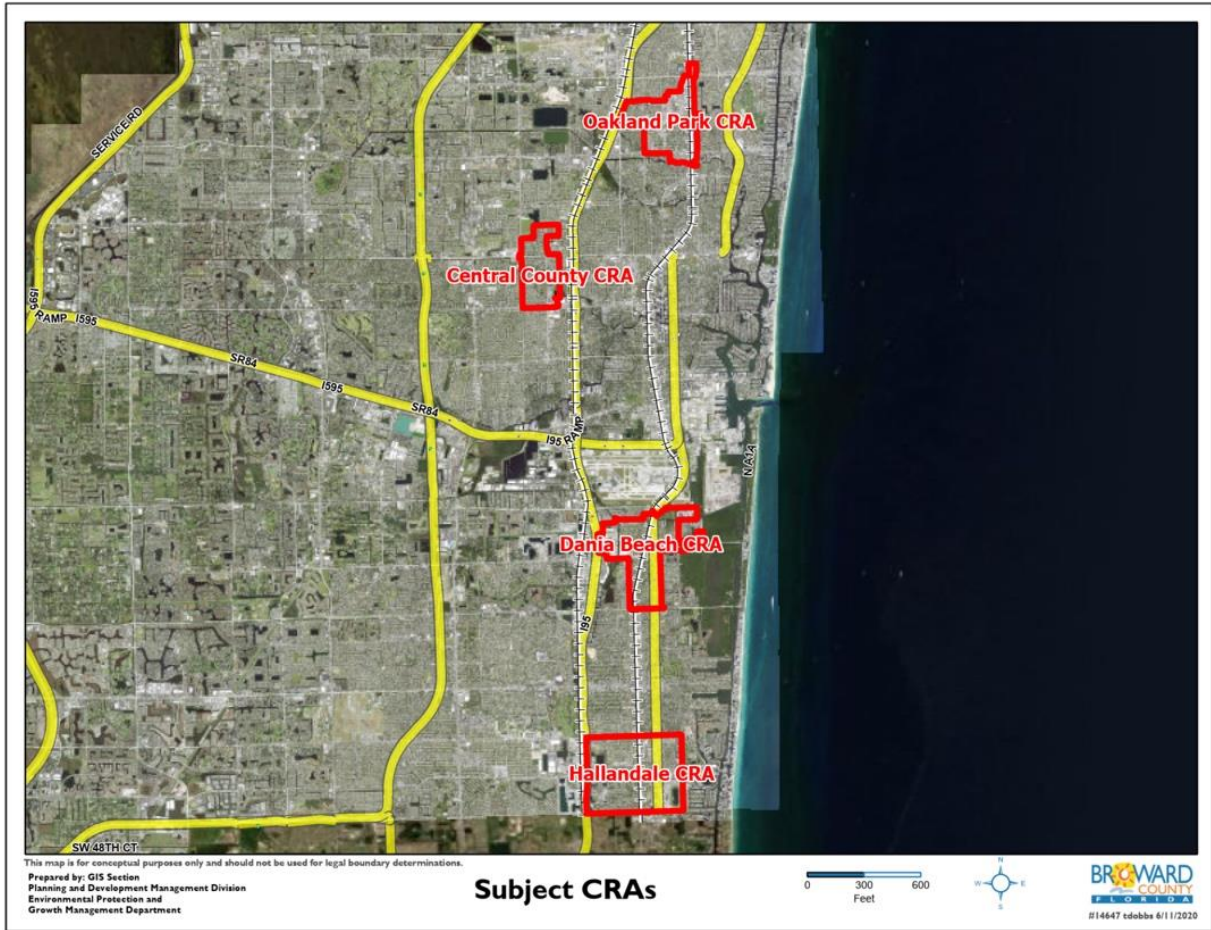 SERVICE RD
Oakland Park CRA
Central County CRA
I595
RAMP I595
SR84
I595
SR84
I95 RAMP
N A1A
Dania Beach CRA
I95
Hallandale CRA
SW 48TH CT
This map is for conceptual purposes only and should not be used for legal boundary determinations.
Prepared by: GIS Section
Planning and Development Management Division
Environmental Protection and
Growth Management Department
Subject CRAs
0 300 600
Feet
N
W E
S
BROWARD
COUNTY
FLORIDA
#14647 tdobbs 6/11/2020